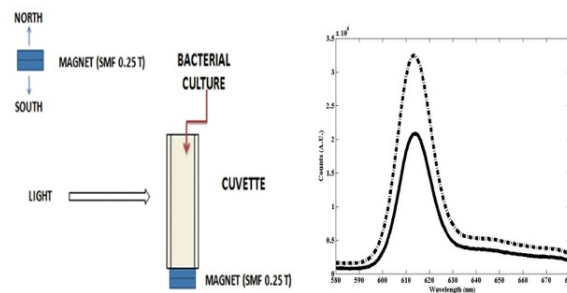 NORTH
MAGNET (SMF 0.25 T)
SOUTH
BACTERIAL
CULTURE
CUVETTE
LIGHT
MAGNET (SMF 0.25 T)
3.5
3
2.5
2
1.5
1
0.5
0
Counts (A.U.)
580 590 600 610 620 630 640 650 660 670
Wavelength (nm)